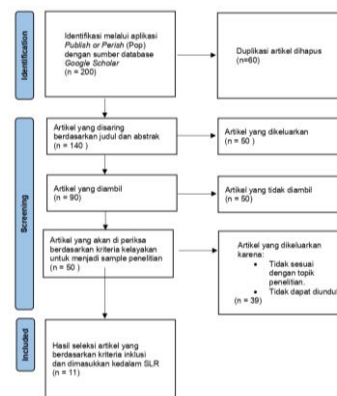 Identification
Identifikasi melalui aplikasi
Publish or Perish (Pop)
dengan sumber database
Google Scholar
(n = 200)
Duplikasi artikel dihapus
(n=60)
Screening
Artikel yang disaring
berdasarkan judul dan abstrak
(n = 140 )
Artikel yang dikeluarkan
(n = 50 )
Artikel yang diambil
(n = 90)
Artikel yang tidak diambil
(n = 50)
Artikel yang akan di periksa
berdasarkan kriteria kelayakan
untuk menjadi sample penelitian
(n = 50 )
Artikel yang dikeluarkan
karena:
• Tidak sesuai
dengan topik
penelitian.
• Tidak dapat diunduh
(n = 39)
Included
Hasil seleksi artikel yang
berdasarkan kriteria inklusi
dan dimasukkan kedalam SLR
(n = 11)